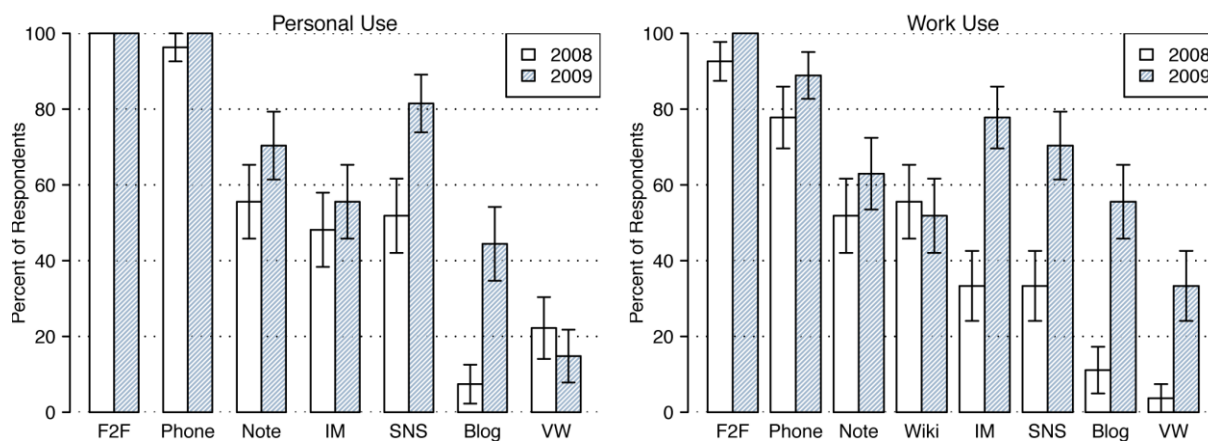 Personal Use
Percent of Respondents
100
80
60
40
20
0
2008
2009
F2F Phone Note IM SNS Blog VW
Work Use
Percent of Respondents
100
80
60
40
20
0
2008
2009
F2F Phone Note Wiki IM SNS Blog VW